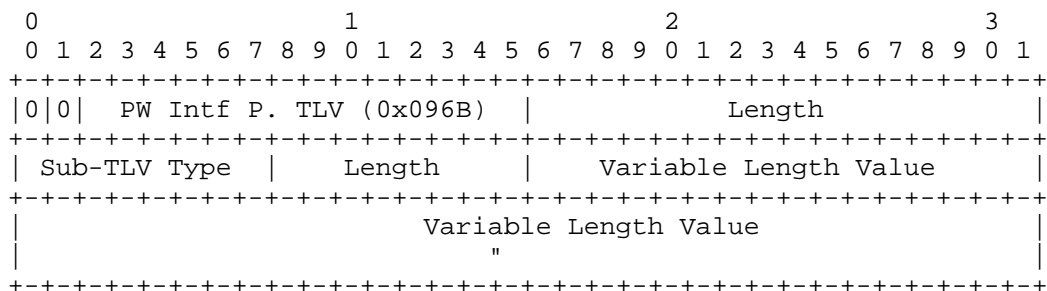 0                   1                   2                   3
 0 1 2 3 4 5 6 7 8 9 0 1 2 3 4 5 6 7 8 9 0 1 2 3 4 5 6 7 8 9 0 1
+-+-+-+-+-+-+-+-+-+-+-+-+-+-+-+-+-+-+-+-+-+-+-+-+-+-+-+-+-+-+-+-+
|0|0|  PW Intf P. TLV (0x096B)  |            Length             |
+-+-+-+-+-+-+-+-+-+-+-+-+-+-+-+-+-+-+-+-+-+-+-+-+-+-+-+-+-+-+-+-+
| Sub-TLV Type  |    Length     |    Variable Length Value      |
+-+-+-+-+-+-+-+-+-+-+-+-+-+-+-+-+-+-+-+-+-+-+-+-+-+-+-+-+-+-+-+-+
|                         Variable Length Value                 |
|                             "                                 |
+-+-+-+-+-+-+-+-+-+-+-+-+-+-+-+-+-+-+-+-+-+-+-+-+-+-+-+-+-+-+-+-+